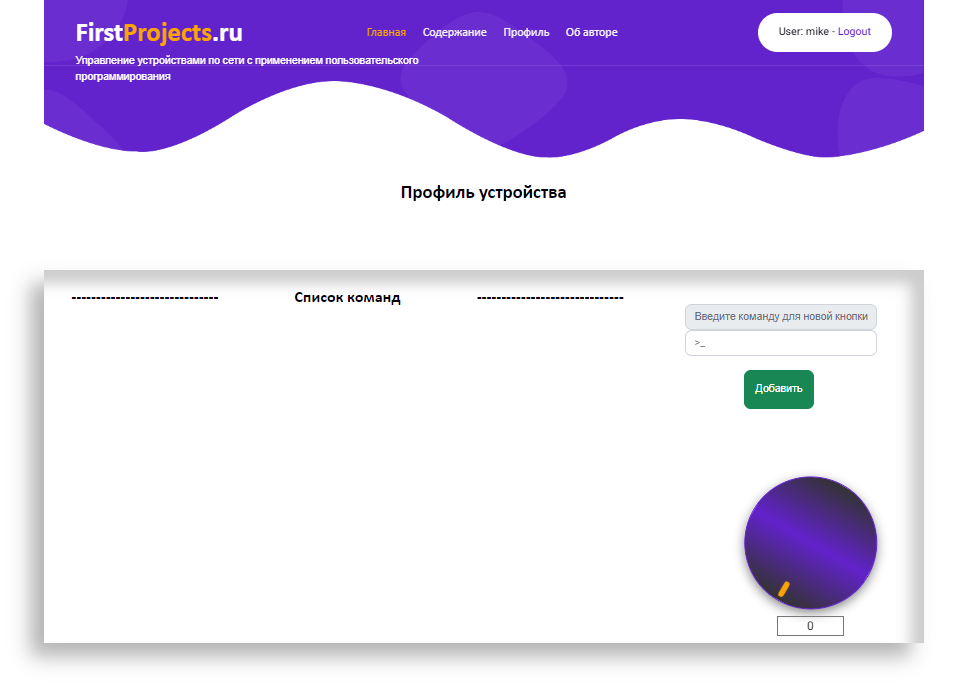 FirstProjects.ru
Главная Содержание Профиль Об авторе
User: mike - Logout
Управление устройствами по сети с применением пользовательского
программирования
Профиль устройства
------------------------------ Список команд ------------------------------
Введите команду для новой кнопки
>_
Добавить
0